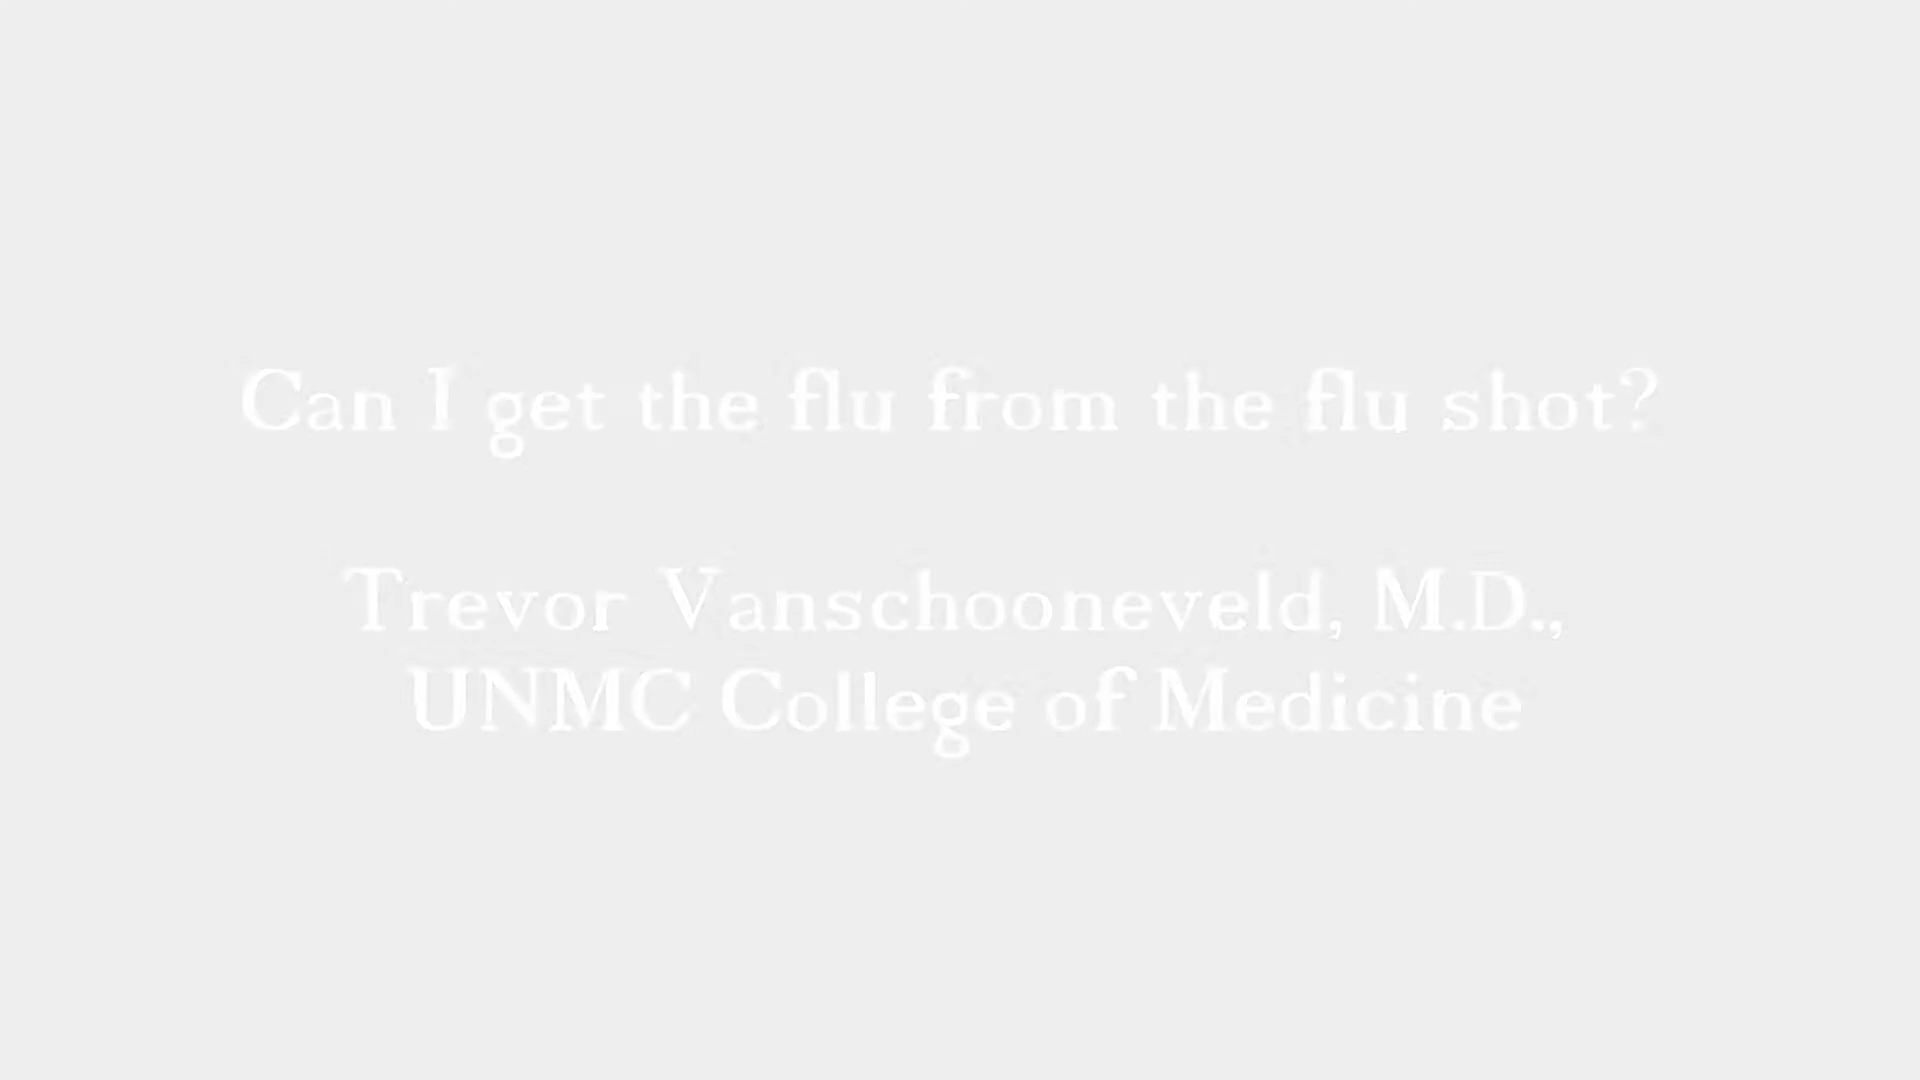 Can I get the flu from the flu shot?
Trevor Vanschooneveld, M.D.,
UNMC College of Medicine